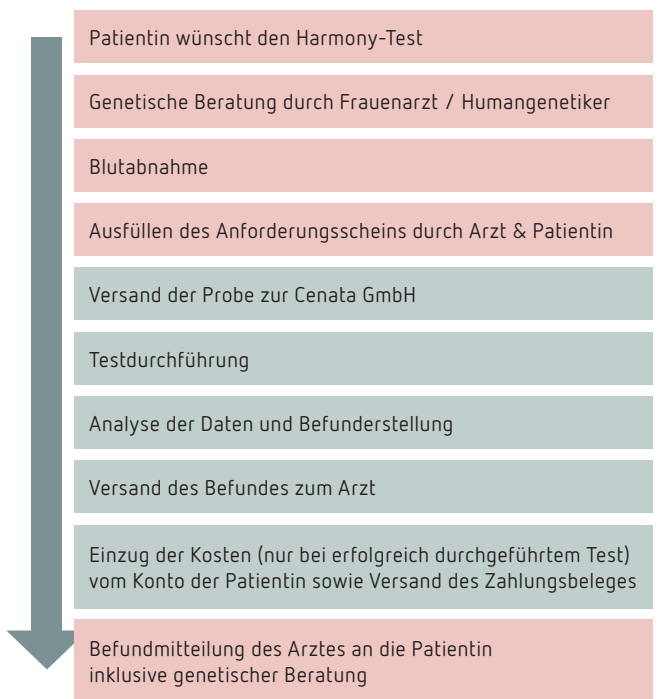 Patientin wünscht den Harmony-Test
Genetische Beratung durch Frauenarzt / Humangenetiker
Blutabnahme
Ausfüllen des Anforderungsscheins durch Arzt & Patientin
Versand der Probe zur Cenata GmbH
Testdurchführung
Analyse der Daten und Befunderstellung
Versand des Befundes zum Arzt
Einzug der Kosten (nur bei erfolgreich durchgeführtem Test)
vom Konto der Patientin sowie Versand des Zahlungsbeleges
Befundmitteilung des Arztes an die Patientin
inklusive genetischer Beratung